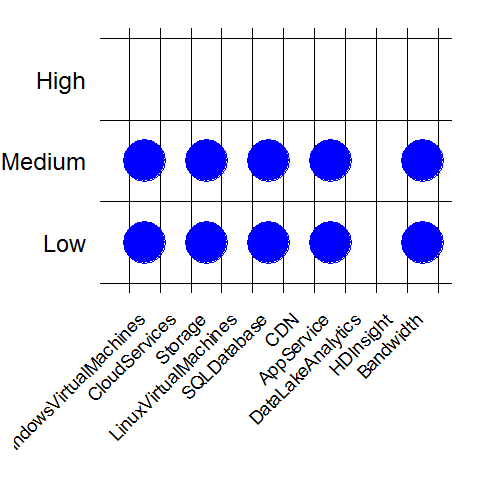 High
Medium
Low
ndowsVirtualMachines
CloudServices
Storage
LinuxVirtualMachines
SQLDatabase
CDN
AppService
DataLakeAnalytics
HDInsight
Bandwidth